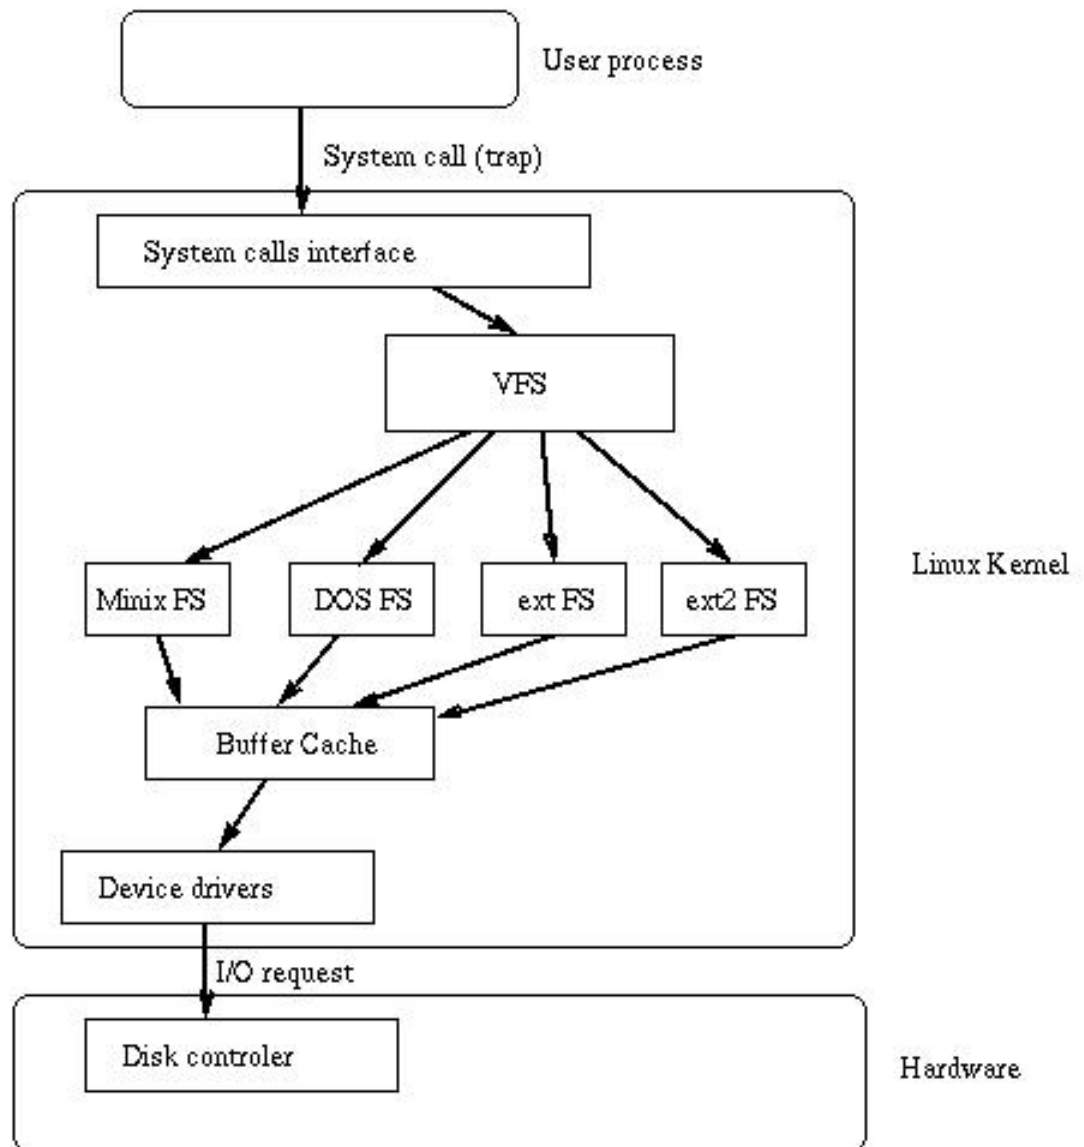 User process
System call (trap)
System calls interface
VFS
Linux Kernel
Minix FS
DOS FS
ext FS
ext2 FS
Buffer Cache
Device drivers
I/O request
Disk controler
Hardware